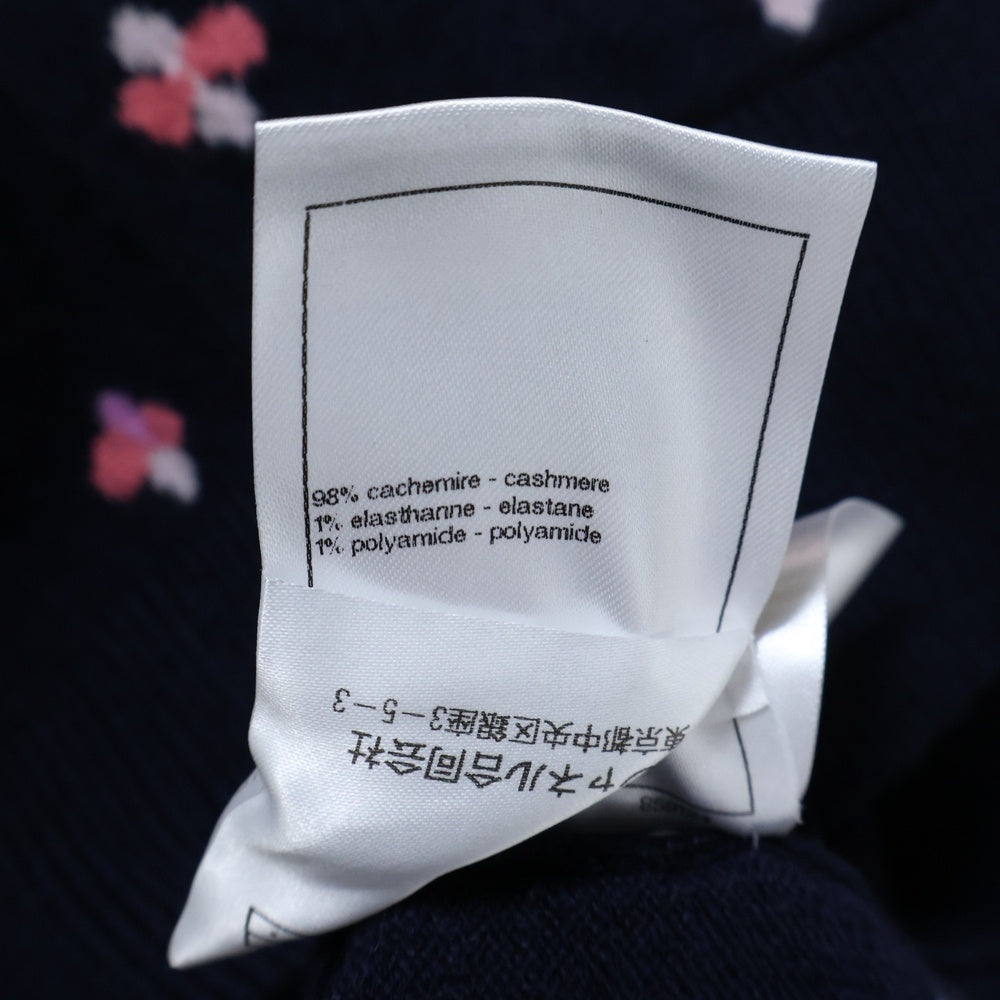 98% cachemire - cashmere
1% elasthanne - elastane
1% polyamide - polyamide
ャネル合同会社
東京都中央区銀座3-5-3